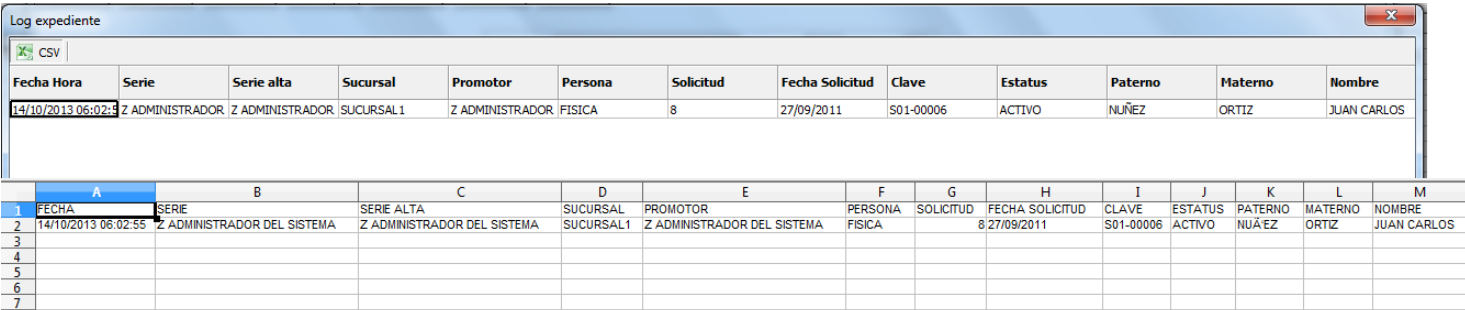 Log expediente
CSV
Fecha Hora Serie Serie alta Sucursal Promotor Persona Solicitud Fecha Solicitud Clave Estatus Paterno Materno Nombre
14/10/2013 06:02:5 Z ADMINISTRADOR Z ADMINISTRADOR SUCURSAL1 Z ADMINISTRADOR FISICA 8 27/09/2011 S01-00006 ACTIVO NUÑEZ ORTIZ JUAN CARLOS
A B C D E F G H I J K L M
1 FECHA SERIE SERIE ALTA SUCURSAL PROMOTOR PERSONA SOLICITUD FECHA SOLICITUD CLAVE ESTATUS PATERNO MATERNO NOMBRE
2 14/10/2013 06:02:55 Z ADMINISTRADOR DEL SISTEMA Z ADMINISTRADOR DEL SISTEMA SUCURSAL1 Z ADMINISTRADOR DEL SISTEMA FISICA 8 27/09/2011 S01-00006 ACTIVO NUÃ'EZ ORTIZ JUAN CARLOS
3
4
5
6
7